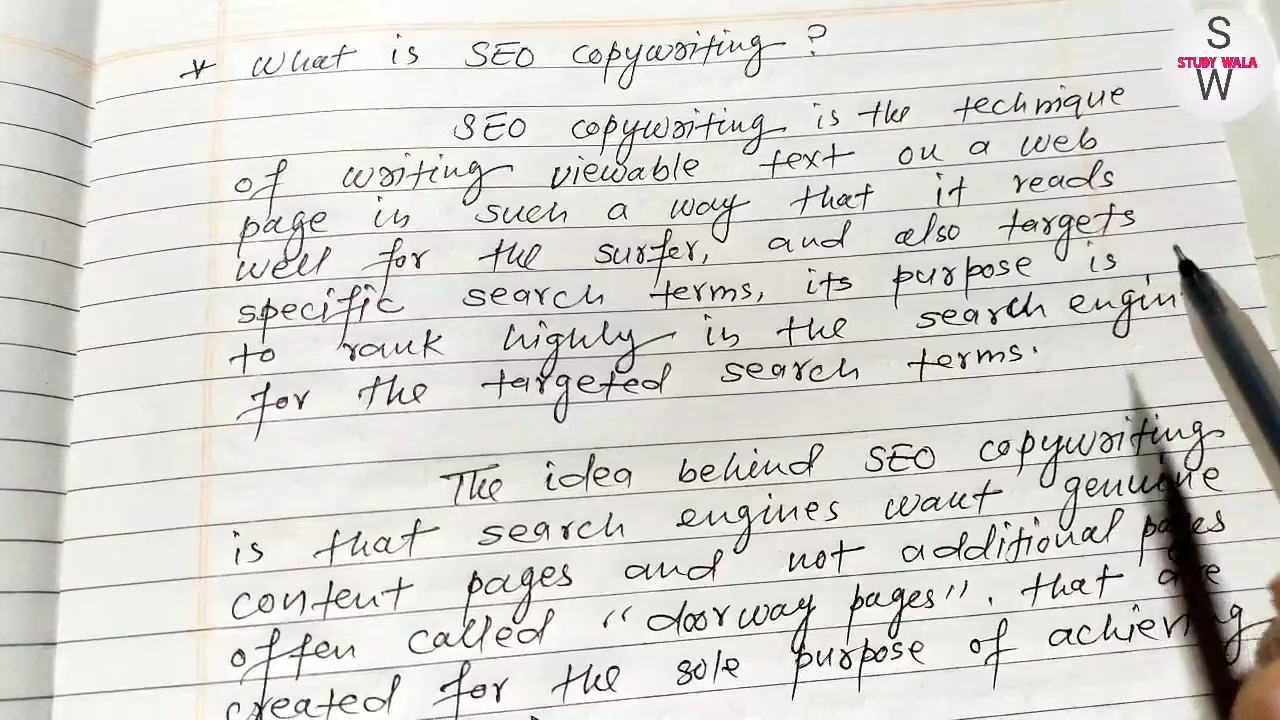 * What is SEO copywriting?
SEO copywriting is the technique
of writing viewable text on a web
page in such a way that it reads
well for the surfer, and also targets
specific search terms, its purpose is
to rank highly in the search engin
for the targeted search terms.
The idea behind SEO copywriting
is that search engines want genuine
content pages and not additional pages
often called "doorway pages". that are
created for the sole purpose of achieving
S
STUDY WALA
W